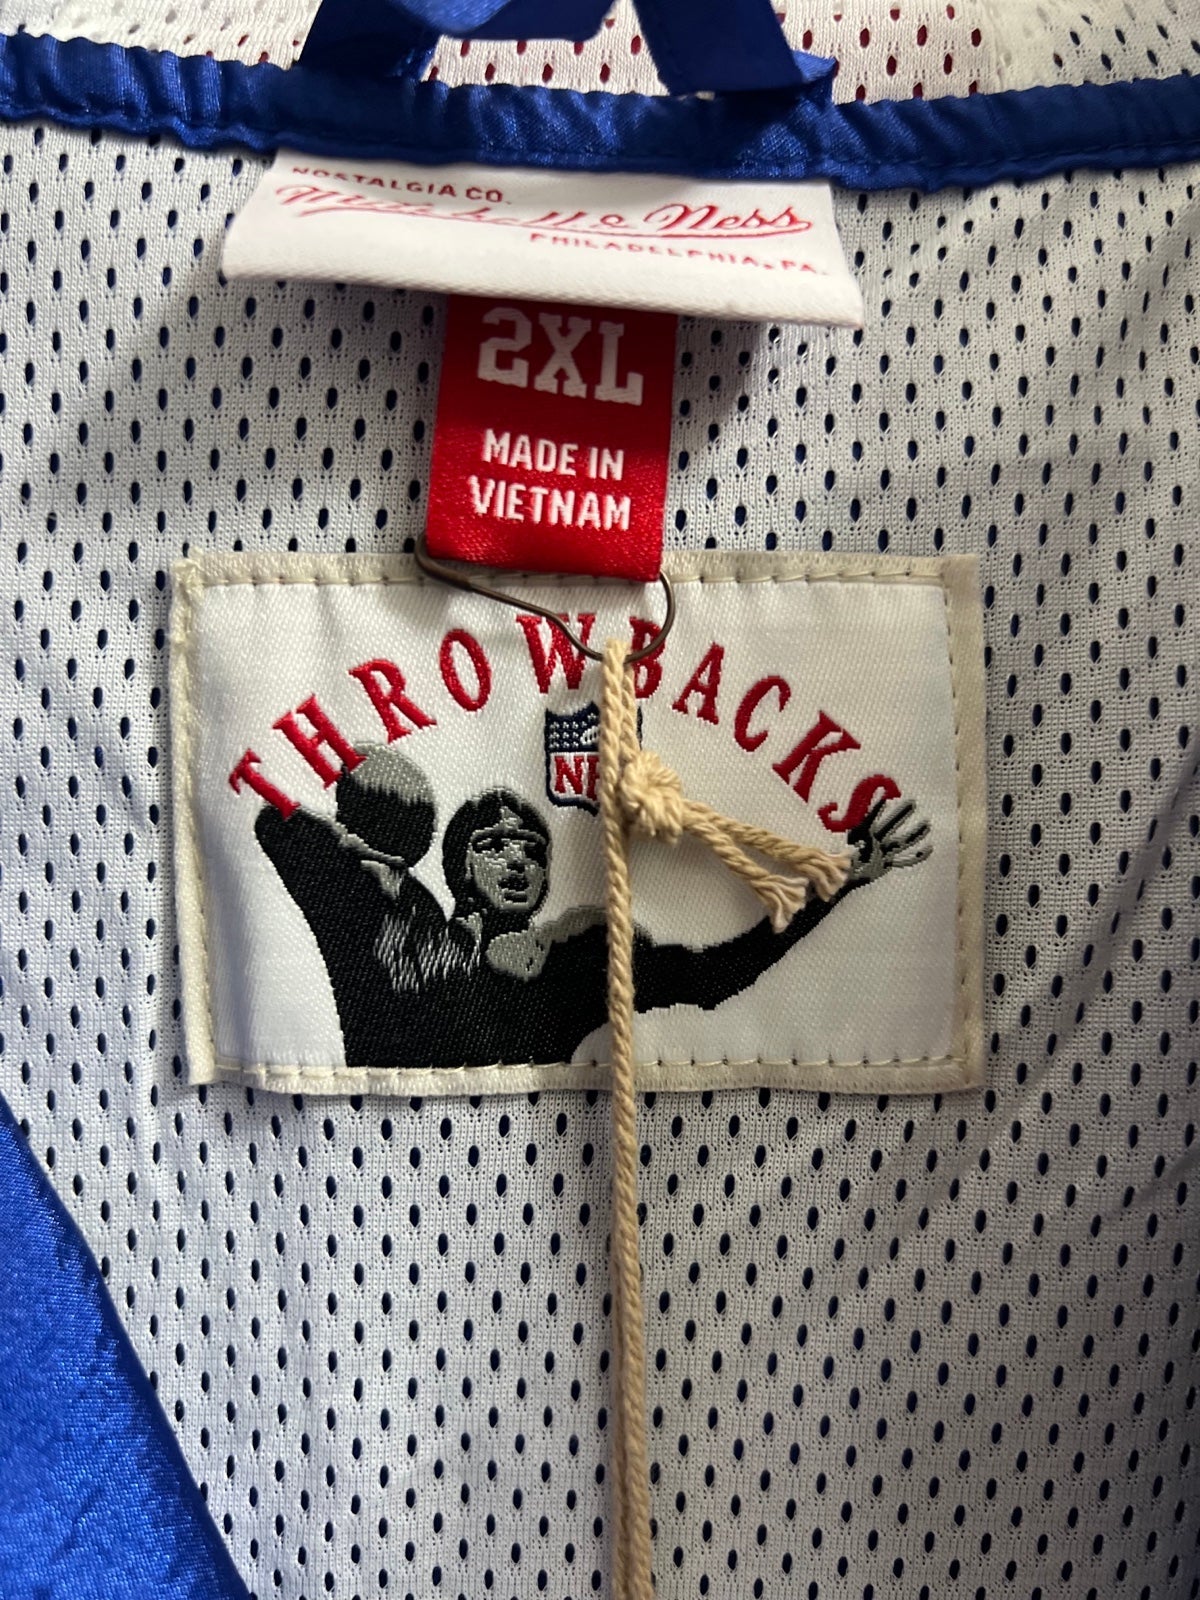 NOSTALGIA CO.
Mitchell & Ness
PHILADELPHIA, PA.
2XL
MADE IN
VIETNAM
THROWBACKS